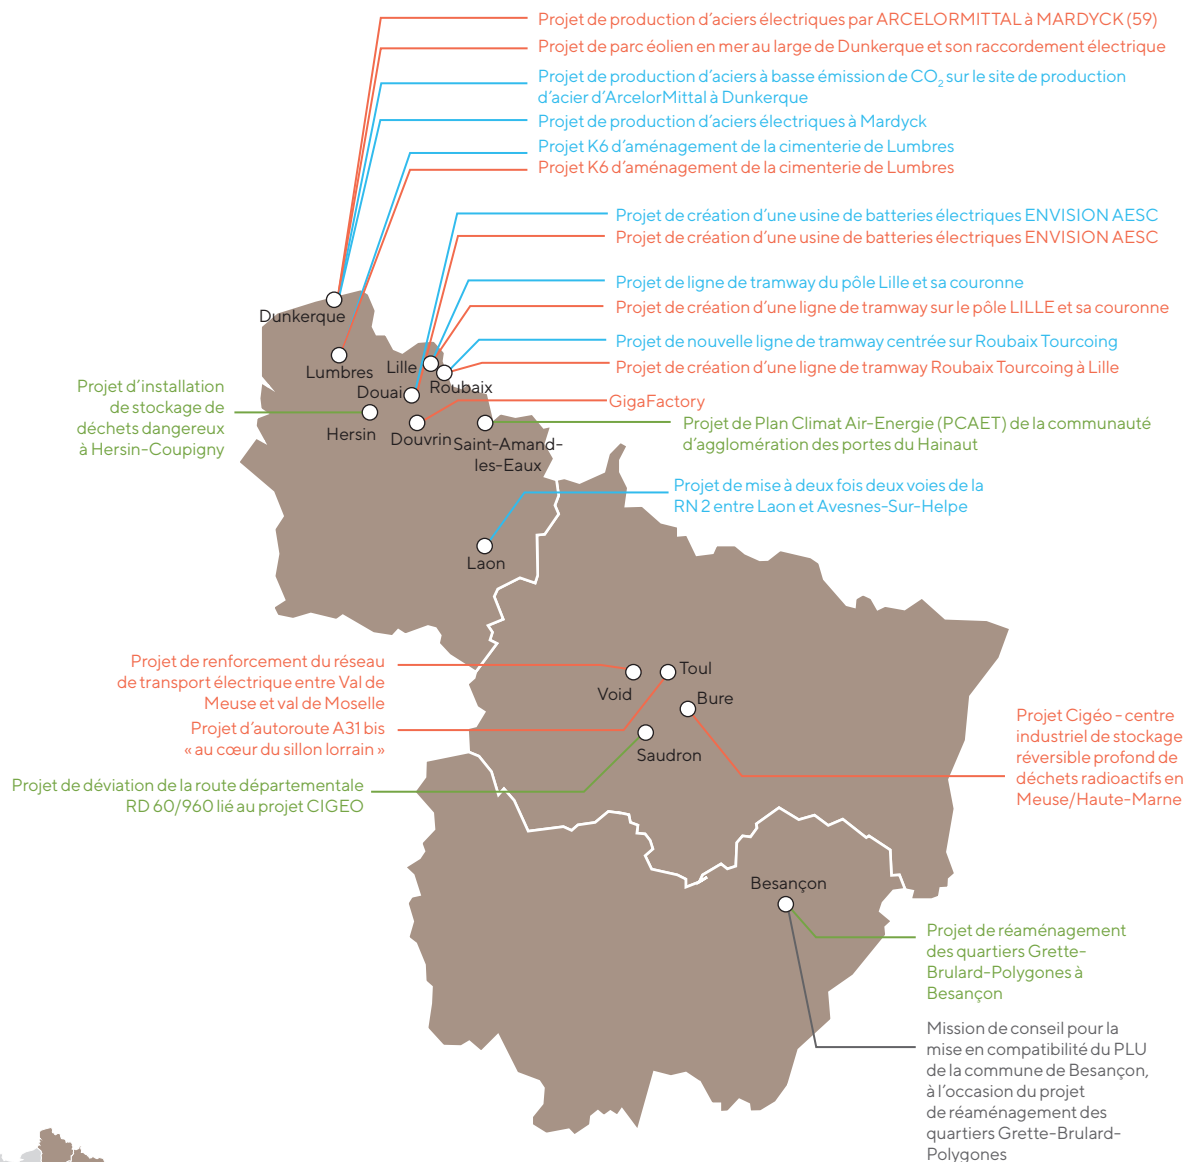 Projet de production d'aciers électriques par ARCELORMITTAL à MARDYCK (59)
Projet de parc éolien en mer au large de Dunkerque et son raccordement électrique
Projet de production d'aciers à basse émission de CO₂ sur le site de production
d'acier d'ArcelorMittal à Dunkerque
Projet de production d'aciers électriques à Mardyck
Projet K6 d'aménagement de la cimenterie de Lumbres
Projet K6 d'aménagement de la cimenterie de Lumbres
Projet de création d'une usine de batteries électriques ENVISION AESC
Projet de création d'une usine de batteries électriques ENVISION AESC
Projet de ligne de tramway du pôle Lille et sa couronne
Projet de création d'une ligne de tramway sur le pôle LILLE et sa couronne
Projet de nouvelle ligne de tramway centrée sur Roubaix Tourcoing
Projet de création d'une ligne de tramway Roubaix Tourcoing à Lille
GigaFactory
Projet de Plan Climat Air-Energie (PCAET) de la communauté
d'agglomération des portes du Hainaut
Projet de mise à deux fois deux voies de la
RN 2 entre Laon et Avesnes-Sur-Helpe
Dunkerque
Lumbres
Lille
Douai
Roubaix
Projet d'installation
de stockage de
déchets dangereux
à Hersin-Coupigny
Hersin
Douvrin
Saint-Amand-
les-Eaux
Laon
Projet de renforcement du réseau
de transport électrique entre Val de
Meuse et val de Moselle
Projet d'autoroute A31 bis
« au cœur du sillon lorrain »
Projet de déviation de la route départementale
RD 60/960 lié au projet CIGEO
Void
Toul
Bure
Saudron
Projet Cigéo - centre
industriel de stockage
réversible profond de
déchets radioactifs en
Meuse/Haute-Marne
Besançon
Projet de réaménagement
des quartiers Grette-
Brulard-Polygones à
Besançon
Mission de conseil pour la
mise en compatibilité du PLU
de la commune de Besançon,
à l'occasion du projet
de réaménagement des
quartiers Grette-Brulard-
Polygones